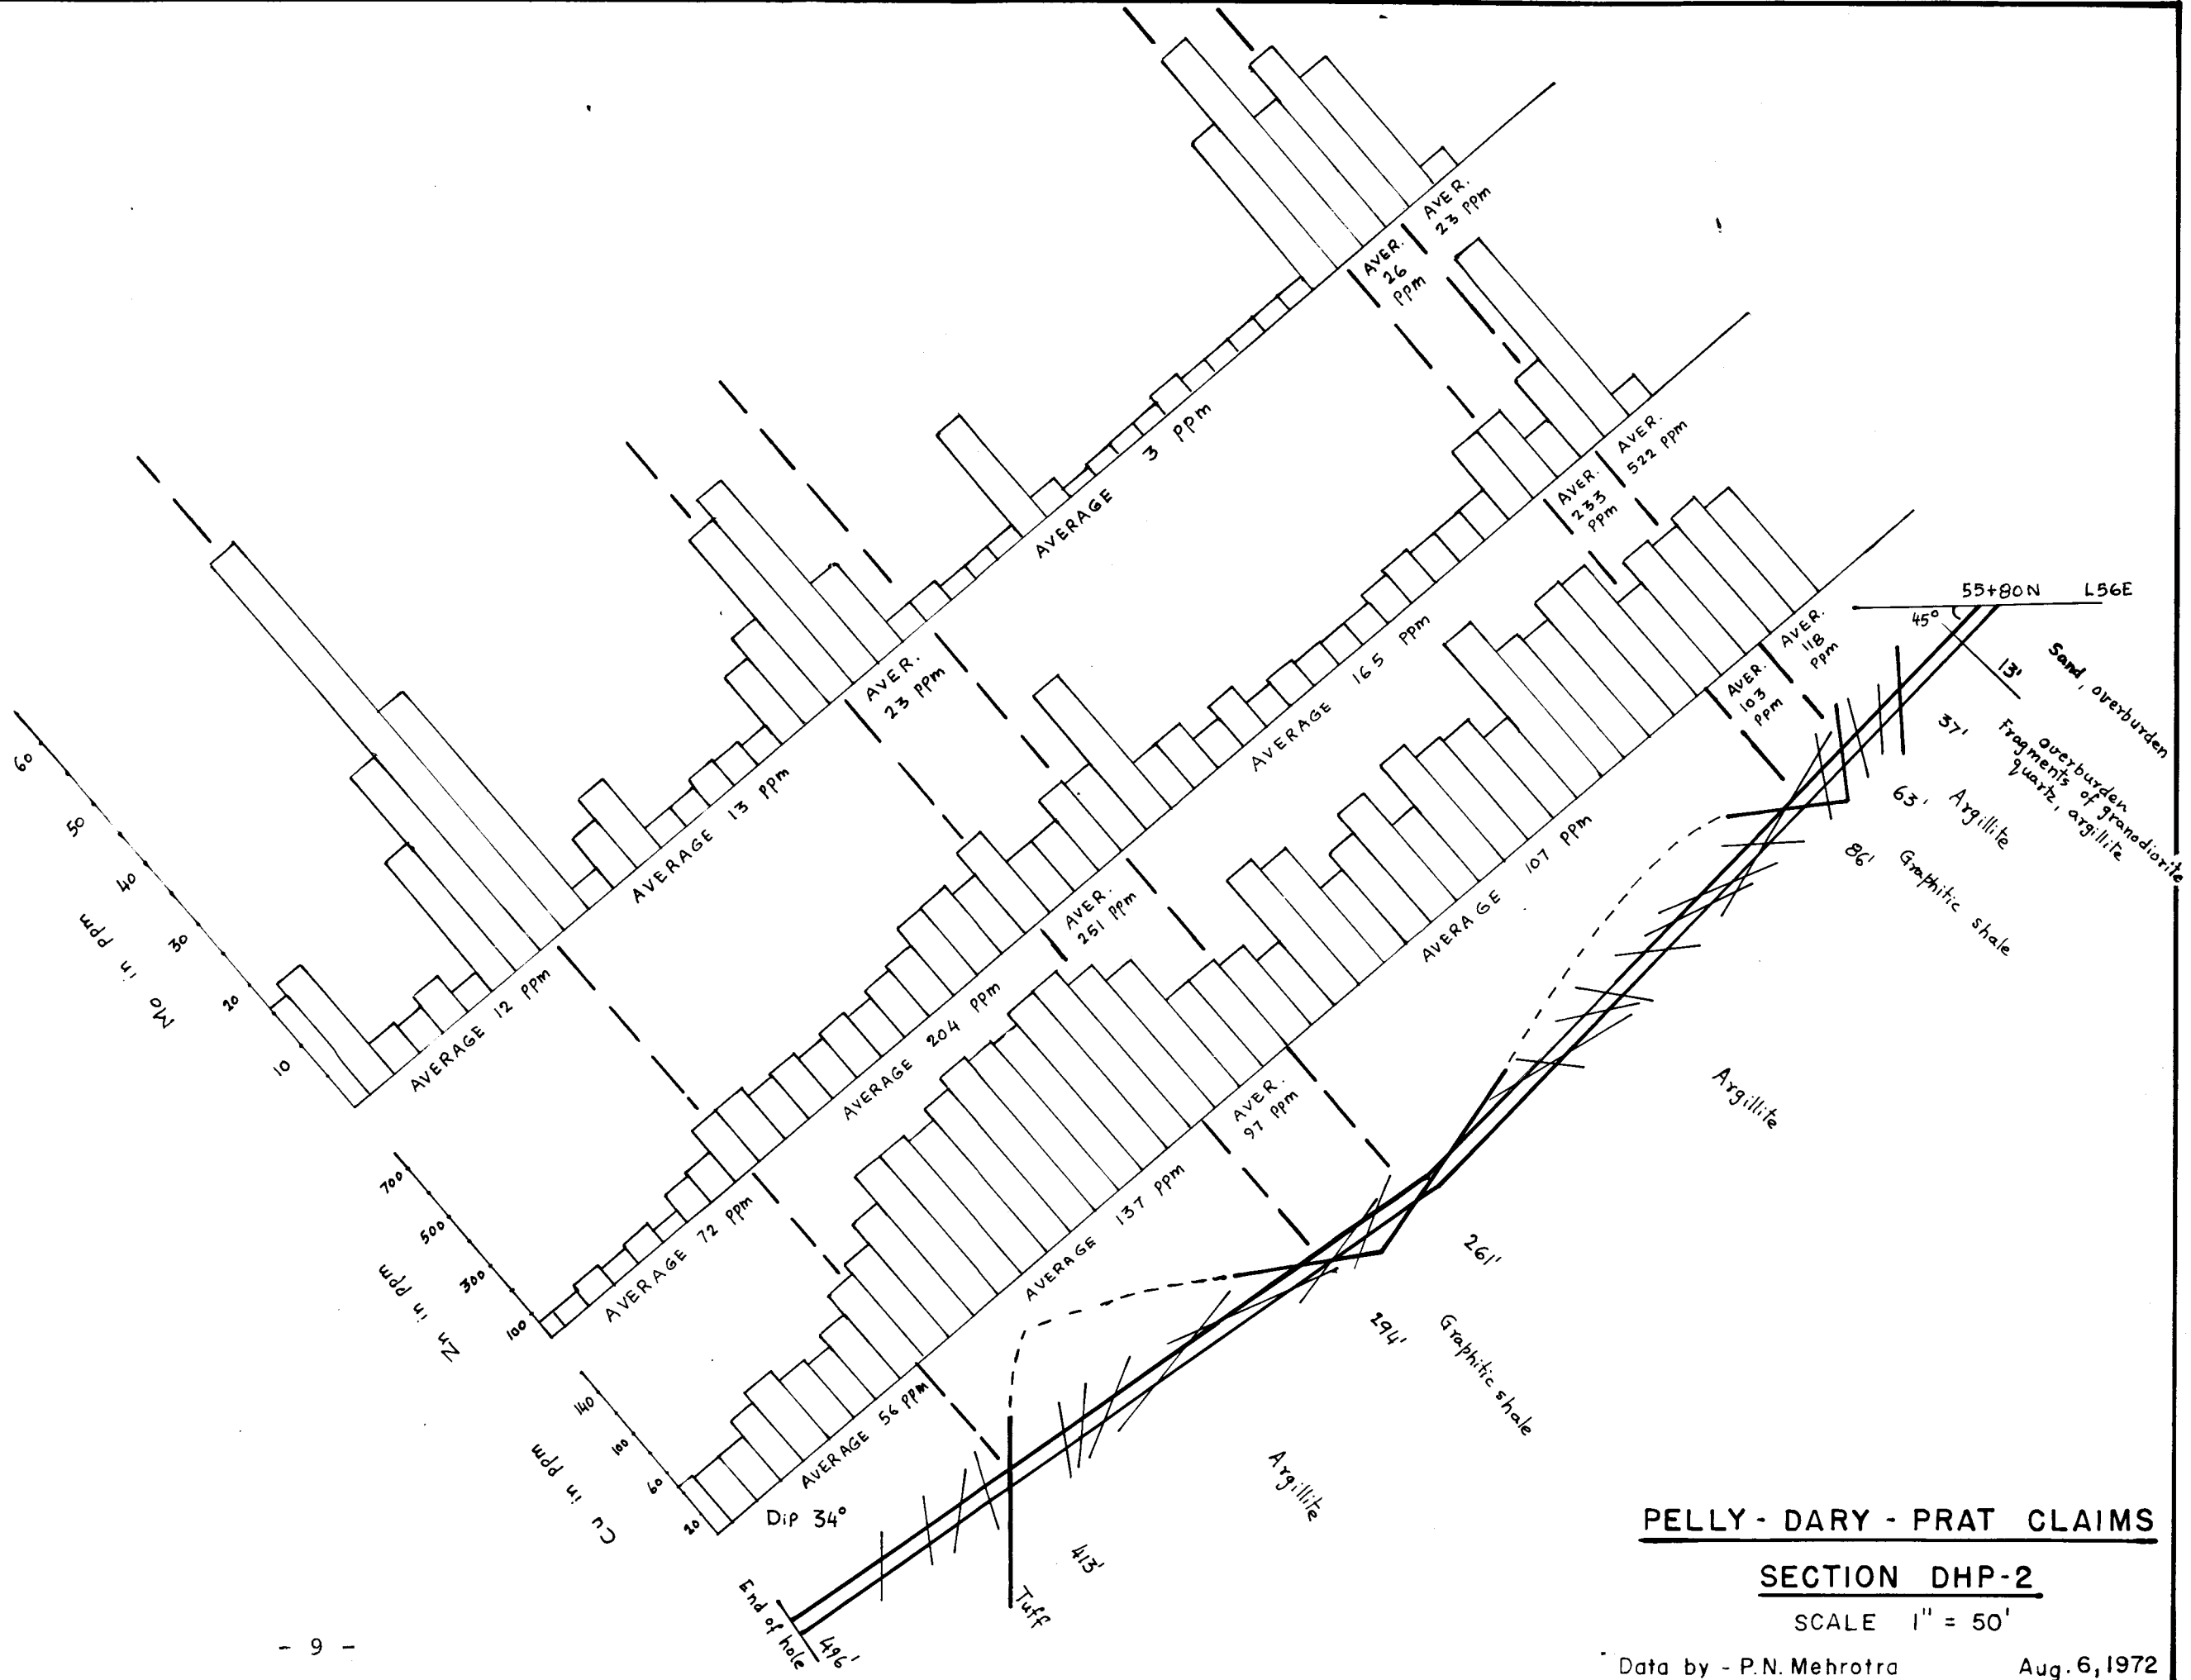 60
50
40
30
20
10
Mo in ppm
AVERAGE 12 ppm
AVERAGE 13 ppm
AVER.
23 ppm
AVERAGE 3 ppm
AVER.
26
ppm
AVER.
23 ppm
700
500
300
100
Zn in ppm
AVERAGE 72 ppm
AVERAGE 204 ppm
AVER.
251 ppm
AVERAGE 165 ppm
AVER.
233
ppm
AVER.
522 ppm
140
100
60
20
Cu in ppm
AVERAGE 56 ppm
AVERAGE 137 ppm
AVER.
97 ppm
AVERAGE 107 ppm
AVER.
103
ppm
AVER.
118
ppm
55+80N L56E
45°
13'
Sand, overburden
37'
overburden
Fragments of granodiorite
quartz, argillite
63'
Argillite
86'
Graphitic shale
Argillite
261'
294'
Graphitic shale
Argillite
413'
Tuff
Dip 34°
End of hole
496'
PELLY - DARY - PRAT CLAIMS
SECTION DHP-2
SCALE 1" = 50'
Data by - P.N. Mehrotra Aug. 6, 1972
- 9 -